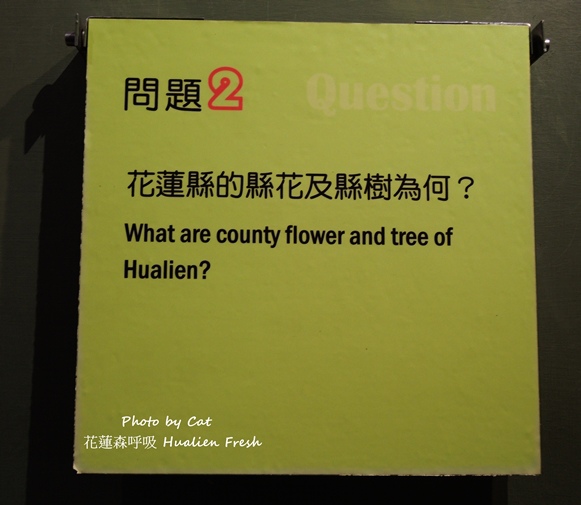 問題2 Question
花蓮縣的縣花及縣樹為何？
What are county flower and tree of
Hualien?
Photo by Cat
花蓮森呼吸 Hualien Fresh